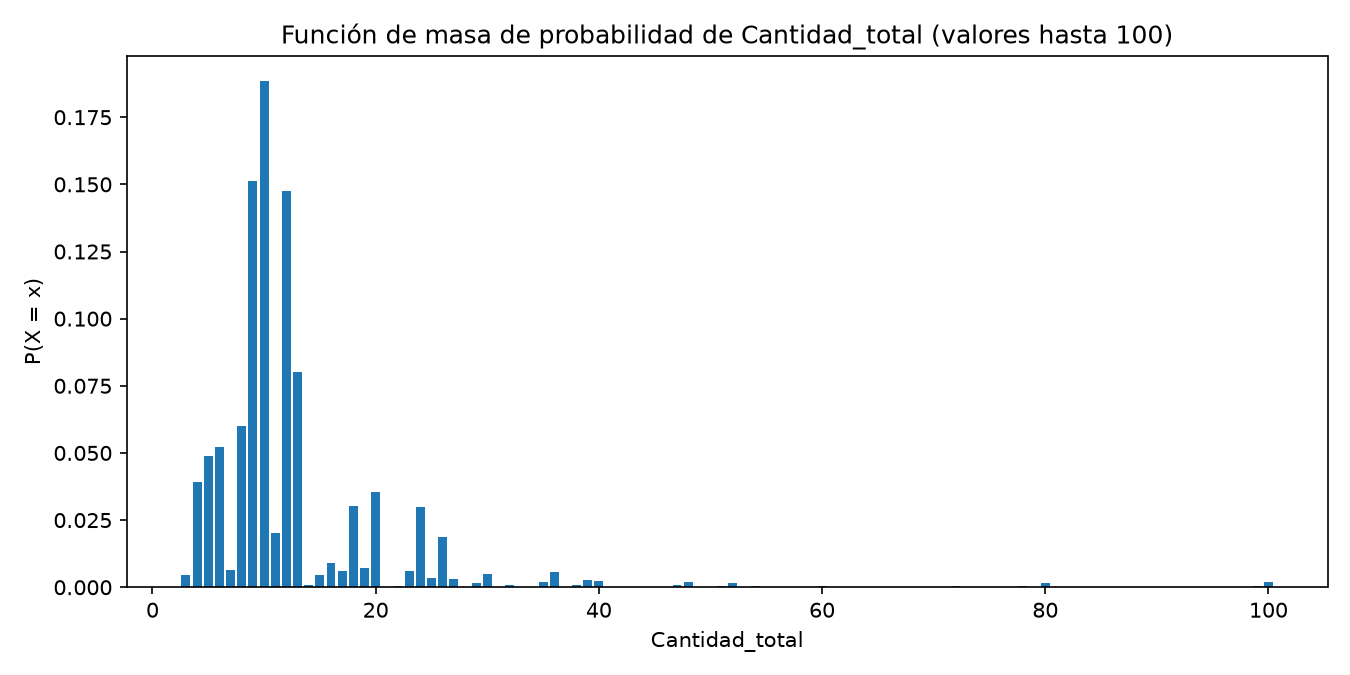 Función de masa de probabilidad de Cantidad_total (valores hasta 100)
P(X = x)
0.175
0.150
0.125
0.100
0.075
0.050
0.025
0.000
0 20 40 60 80 100
Cantidad_total